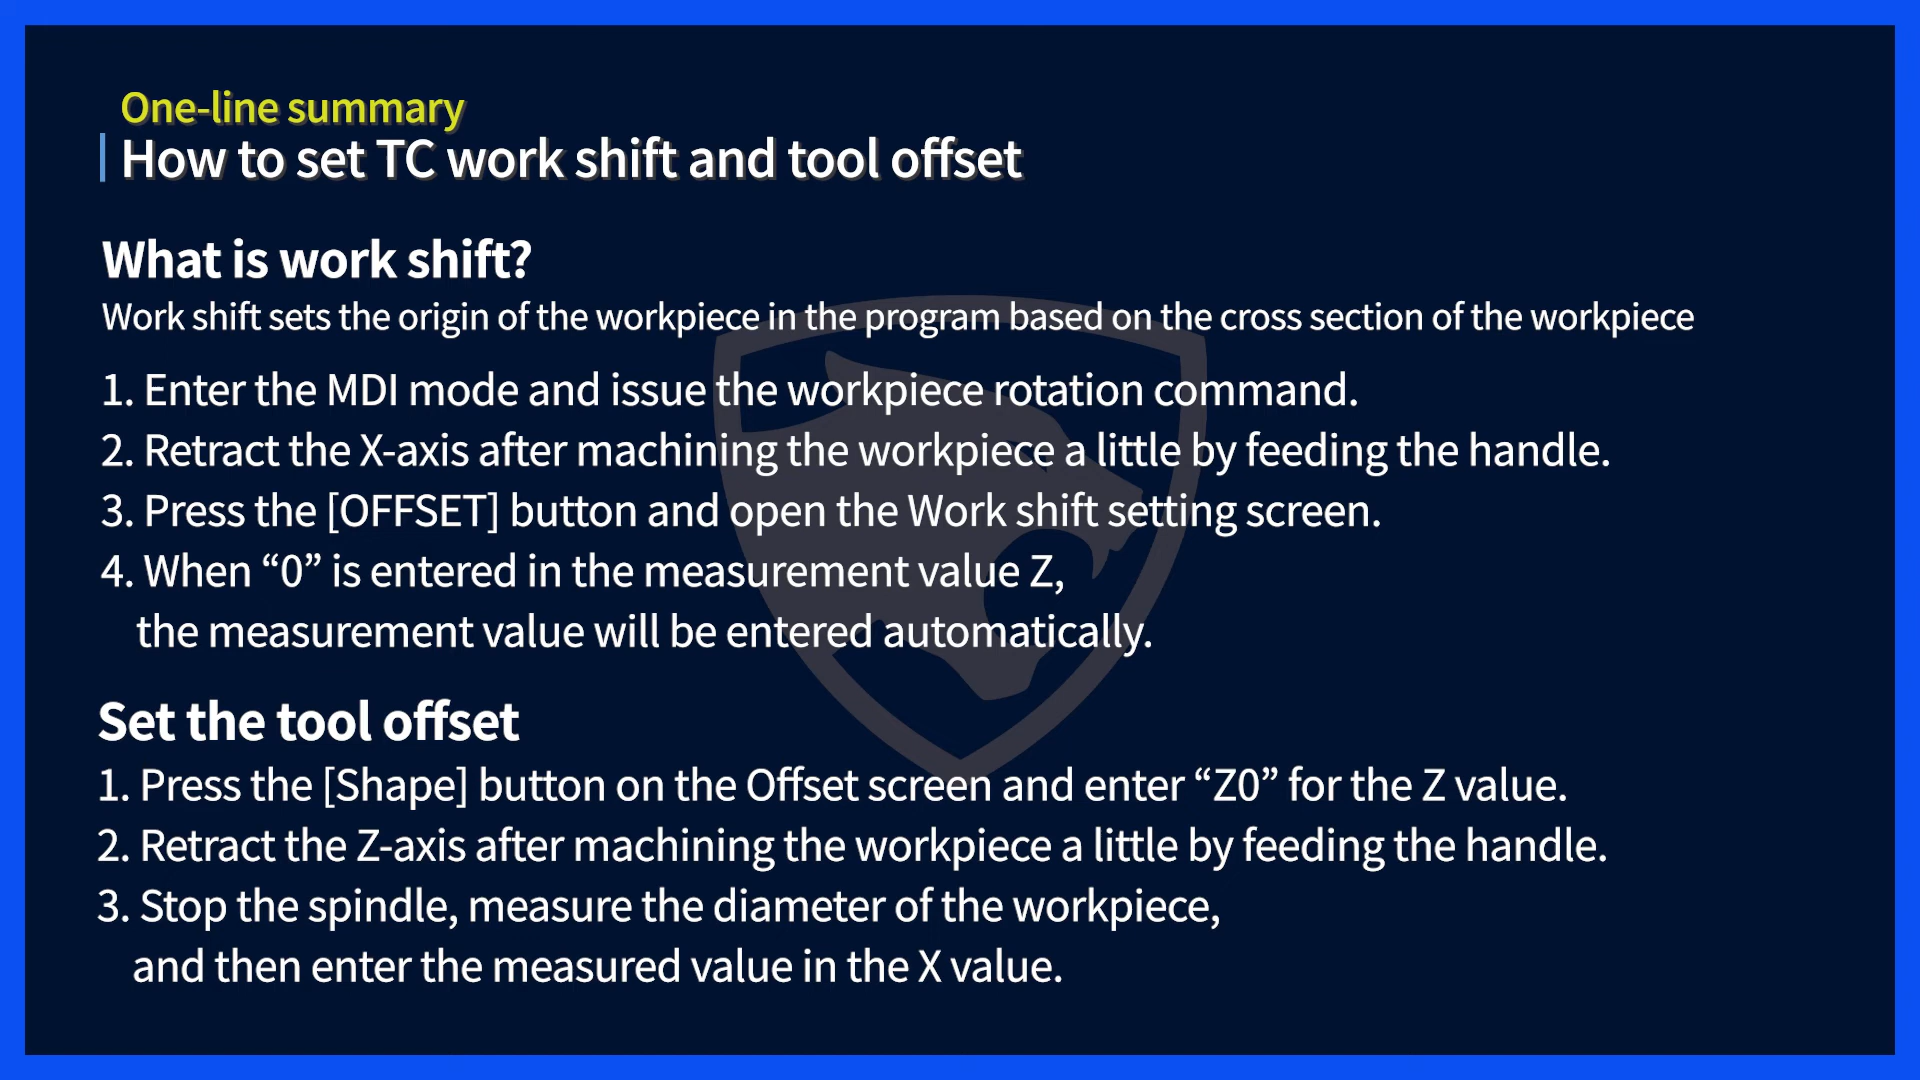 One-line summary
How to set TC work shift and tool offset
What is work shift?
Work shift sets the origin of the workpiece in the program based on the cross section of the workpiece
1. Enter the MDI mode and issue the workpiece rotation command.
2. Retract the X-axis after machining the workpiece a little by feeding the handle.
3. Press the [OFFSET] button and open the Work shift setting screen.
4. When “0” is entered in the measurement value Z,
the measurement value will be entered automatically.
Set the tool offset
1. Press the [Shape] button on the Offset screen and enter “Z0” for the Z value.
2. Retract the Z-axis after machining the workpiece a little by feeding the handle.
3. Stop the spindle, measure the diameter of the workpiece,
and then enter the measured value in the X value.